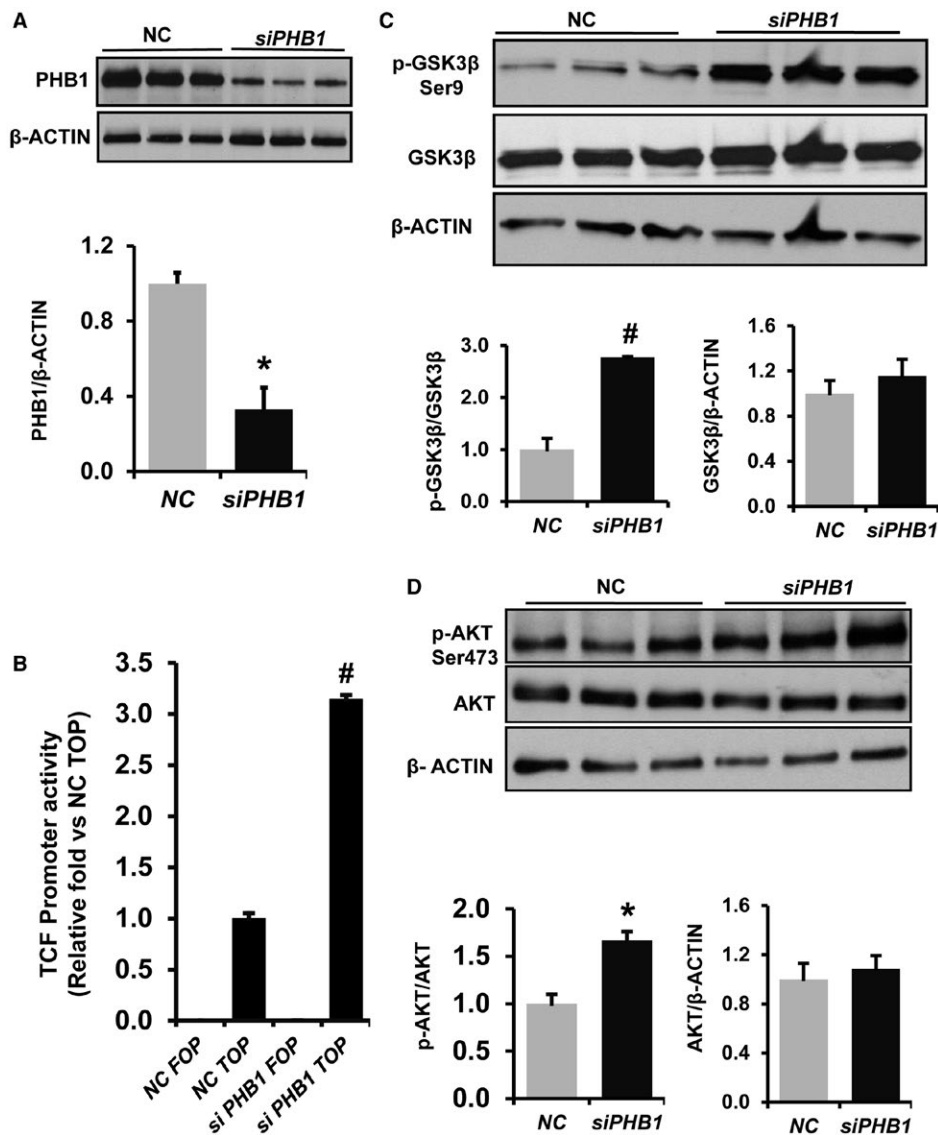 A
NC siPHB1
PHB1
β-ACTIN
PHB1/β-ACTIN
1.2
0.8
0.4
0.0
*
NC siPHB1
B
TCF Promoter activity
(Relative fold vs NC TOP)
3.5
3.0
2.5
2.0
1.5
1.0
0.5
0.0
#
NC FOP
NC TOP
si PHB1 FOP
si PHB1 TOP
C
NC siPHB1
p-GSK3β
Ser9
GSK3β
β-ACTIN
p-GSK3β/GSK3β
3.0
2.0
1.0
0.0
#
NC siPHB1
GSK3β/β-ACTIN
1.6
1.2
0.8
0.4
0.0
NC siPHB1
D
NC siPHB1
p-AKT
Ser473
AKT
β- ACTIN
p-AKT/AKT
2.0
1.5
1.0
0.5
0.0
*
NC siPHB1
AKT/β-ACTIN
1.6
1.2
0.8
0.4
0.0
NC siPHB1